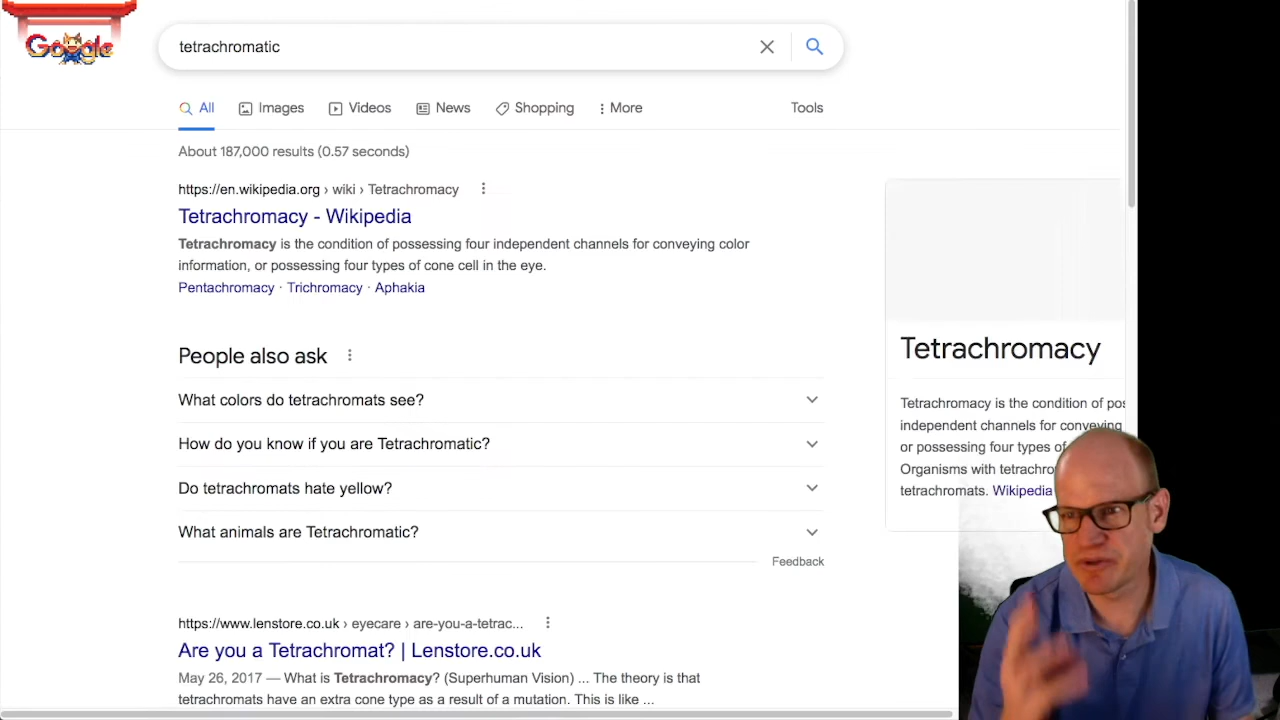 Google
tetrachromatic
All
Images
Videos
News
Shopping
More
Tools
About 187,000 results (0.57 seconds)
https://en.wikipedia.org › wiki › Tetrachromacy
Tetrachromacy - Wikipedia
Tetrachromacy is the condition of possessing four independent channels for conveying color
information, or possessing four types of cone cell in the eye.
Pentachromacy · Trichromacy · Aphakia
People also ask
What colors do tetrachromats see?
How do you know if you are Tetrachromatic?
Do tetrachromats hate yellow?
What animals are Tetrachromatic?
Feedback
https://www.lenstore.co.uk › eyecare › are-you-a-tetrac...
Are you a Tetrachromat? | Lenstore.co.uk
May 26, 2017 — What is Tetrachromacy? (Superhuman Vision) ... The theory is that
tetrachromats have an extra cone type as a result of a mutation. This is like ...
Tetrachromacy
Tetrachromacy is the condition of pos
independent channels for conveying
or possessing four types of
Organisms with tetrachro
tetrachromats. Wikipedia